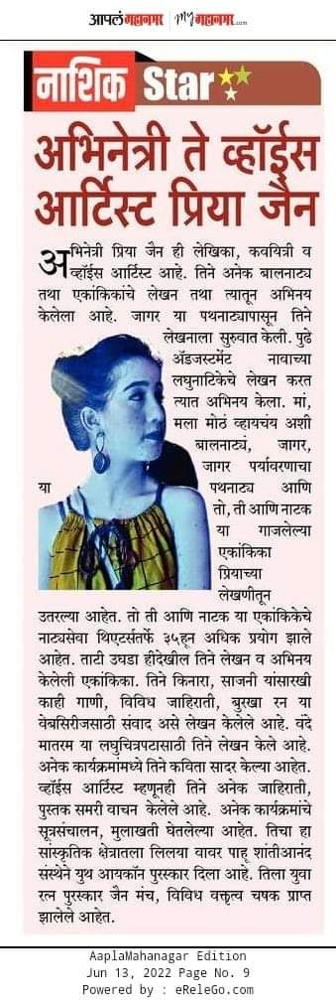 आपलं महानगर | My महानगर.com
नाशिक Star
अभिनेत्री ते व्हॉईस
आर्टिस्ट प्रिया जैन
अभिनेत्री प्रिया जैन ही लेखिका, कवयित्री व
व्हॉईस आर्टिस्ट आहे. तिने अनेक बालनाट्य
तथा एकांकिकांचे लेखन तथा त्यातून अभिनय
केलेला आहे. जागर या पथनाट्यापासून तिने
लेखनाला सुरुवात केली. पुढे
ॲडजस्टमेंट नावाच्या
लघुनाटिकेचे लेखन करत
त्यात अभिनय केला. मां,
मला मोठं व्हायचंय अशी
बालनाट्यं, जागर,
जागर पर्यावरणाचा
या पथनाट्य आणि
तो, ती आणि नाटक
या गाजलेल्या
एकांकिका
प्रियाच्या
लेखणीतून
उतरल्या आहेत. तो ती आणि नाटक या एकांकिकेचे
नाट्यसेवा थिएटर्सतर्फे ३५हून अधिक प्रयोग झाले
आहेत. ताटी उघडा हीदेखील तिने लेखन व अभिनय
केलेली एकांकिका. तिने किनारा, साजनी यांसारखी
काही गाणी, विविध जाहिराती, बुरखा रन या
वेबसिरीजसाठी संवाद असे लेखन केलेले आहे. वंदे
मातरम या लघुचित्रपटासाठी तिने लेखन केले आहे.
अनेक कार्यक्रमांमध्ये तिने कविता सादर केल्या आहेत.
व्हॉईस आर्टिस्ट म्हणूनही तिने अनेक जाहिराती,
पुस्तक समरी वाचन केलेले आहे. अनेक कार्यक्रमांचे
सूत्रसंचालन, मुलाखती घेतलेल्या आहेत. तिचा हा
सांस्कृतिक क्षेत्रातला लिलया वावर पाहू शांतीआनंद
संस्थेने युथ आयकॉन पुरस्कार दिला आहे. तिला युवा
रत्न पुरस्कार जैन मंच, विविध वक्तृत्व चषक प्राप्त
झालेले आहेत.
AaplaMahanagar Edition
Jun 13, 2022 Page No. 9
Powered by : eReleGo.com